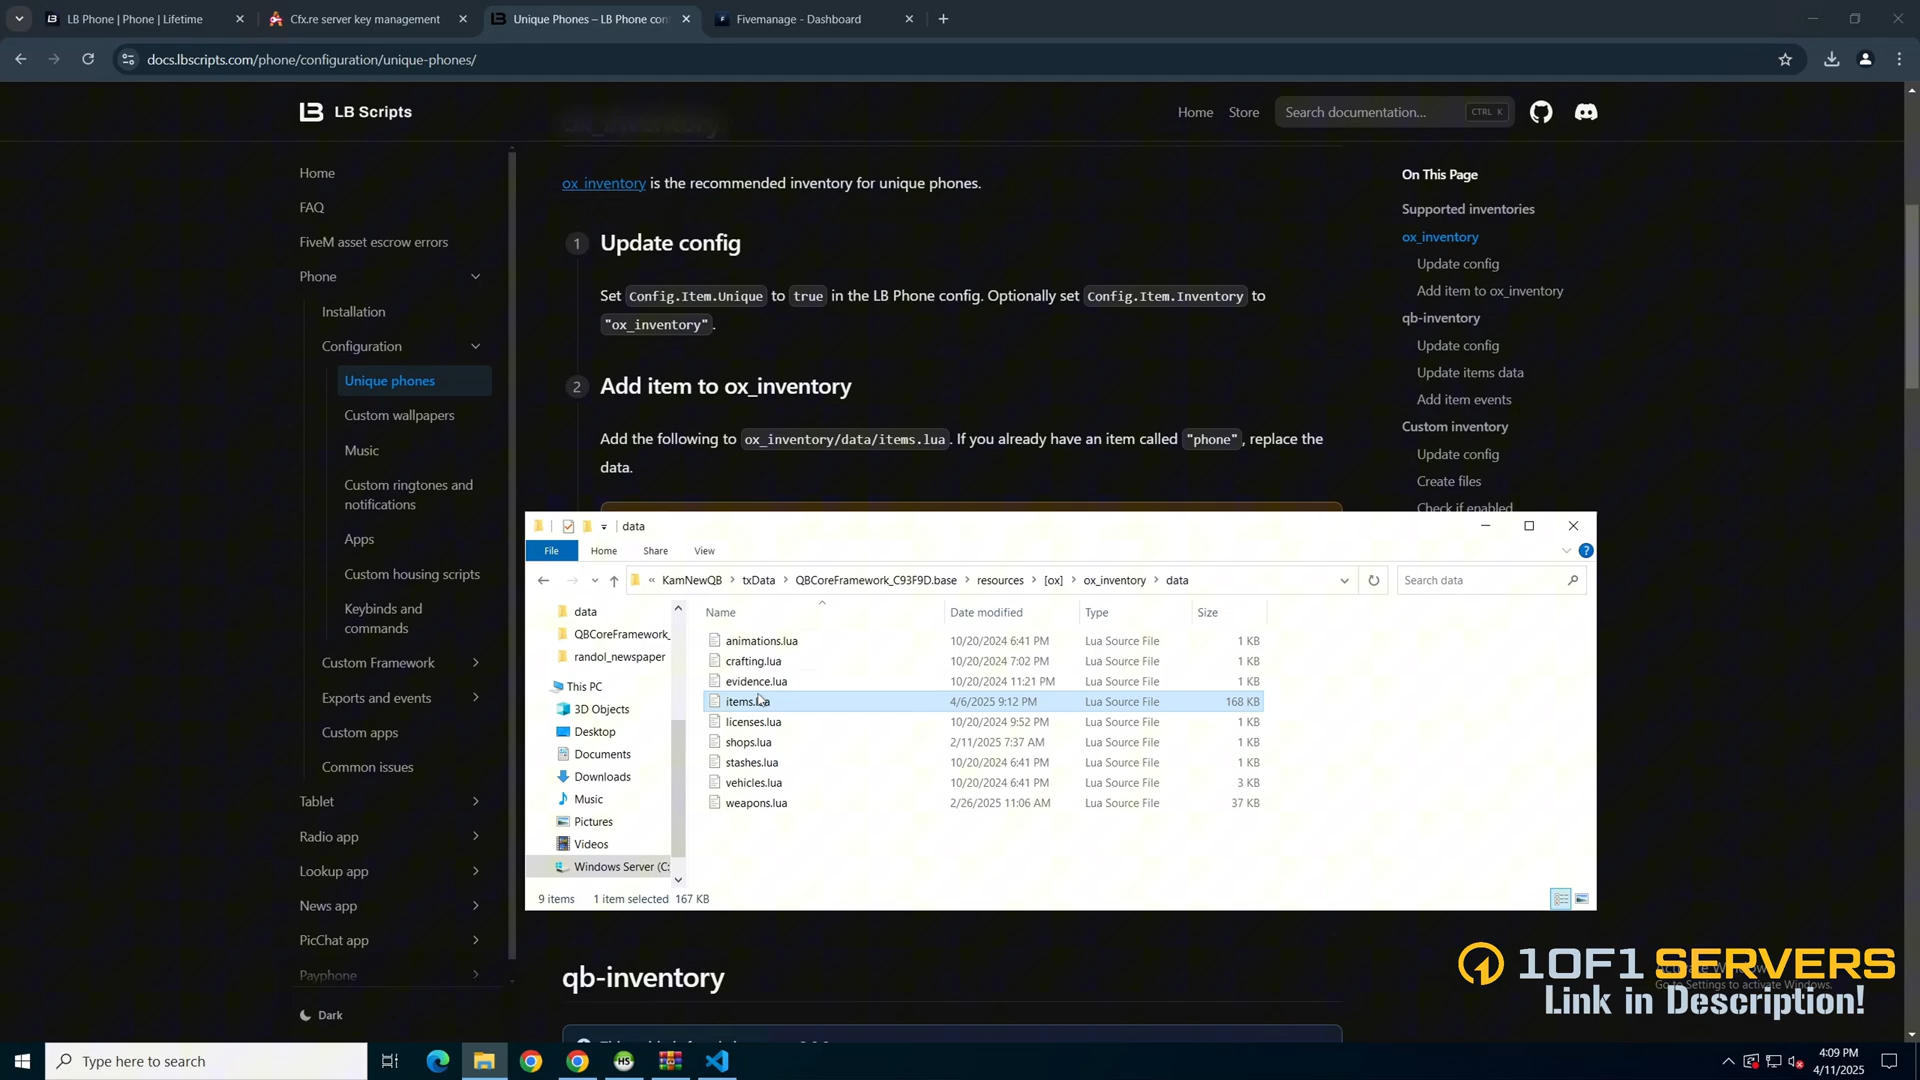 LB Phone | Phone | Lifetime
Cfx.re server key management
Unique Phones – LB Phone con
Fivemanage - Dashboard
docs.lbscripts.com/phone/configuration/unique-phones/
LB Scripts
Home
Store
Search documentation...
CTRL K
Home
FAQ
FiveM asset escrow errors
Phone
Installation
Configuration
Unique phones
Custom wallpapers
Music
Custom ringtones and
notifications
Apps
Custom housing scripts
Keybinds and
commands
Custom Framework
Exports and events
Custom apps
Common issues
Tablet
Radio app
Lookup app
News app
PicChat app
Payphone
Dark
ox_inventory
ox_inventory is the recommended inventory for unique phones.
1
Update config
Set Config.Item.Unique to true in the LB Phone config. Optionally set Config.Item.Inventory to
"ox_inventory".
2
Add item to ox_inventory
Add the following to ox_inventory/data/items.lua. If you already have an item called "phone", replace the
data.
qb-inventory
On This Page
Supported inventories
ox_inventory
Update config
Add item to ox_inventory
qb-inventory
Update config
Update items data
Add item events
Custom inventory
Update config
Create files
Check if enabled
data
File
Home
Share
View
« KamNewQB › txData › QBCoreFramework_C93F9D.base › resources › [ox] › ox_inventory › data
Search data
data
QBCoreFramework_
randol_newspaper
This PC
3D Objects
Desktop
Documents
Downloads
Music
Pictures
Videos
Windows Server (C:
Name Date modified Type Size
animations.lua 10/20/2024 6:41 PM Lua Source File 1 KB
crafting.lua 10/20/2024 7:02 PM Lua Source File 1 KB
evidence.lua 10/20/2024 11:21 PM Lua Source File 1 KB
items.lua 4/6/2025 9:12 PM Lua Source File 168 KB
licenses.lua 10/20/2024 9:52 PM Lua Source File 1 KB
shops.lua 2/11/2025 7:37 AM Lua Source File 1 KB
stashes.lua 10/20/2024 6:41 PM Lua Source File 1 KB
vehicles.lua 10/20/2024 6:41 PM Lua Source File 3 KB
weapons.lua 2/26/2025 11:06 AM Lua Source File 37 KB
9 items 1 item selected 167 KB
1OF1 SERVERS
Go to Settings to activate Windows.
Link in Description!
Type here to search
HS
4:09 PM
4/11/2025